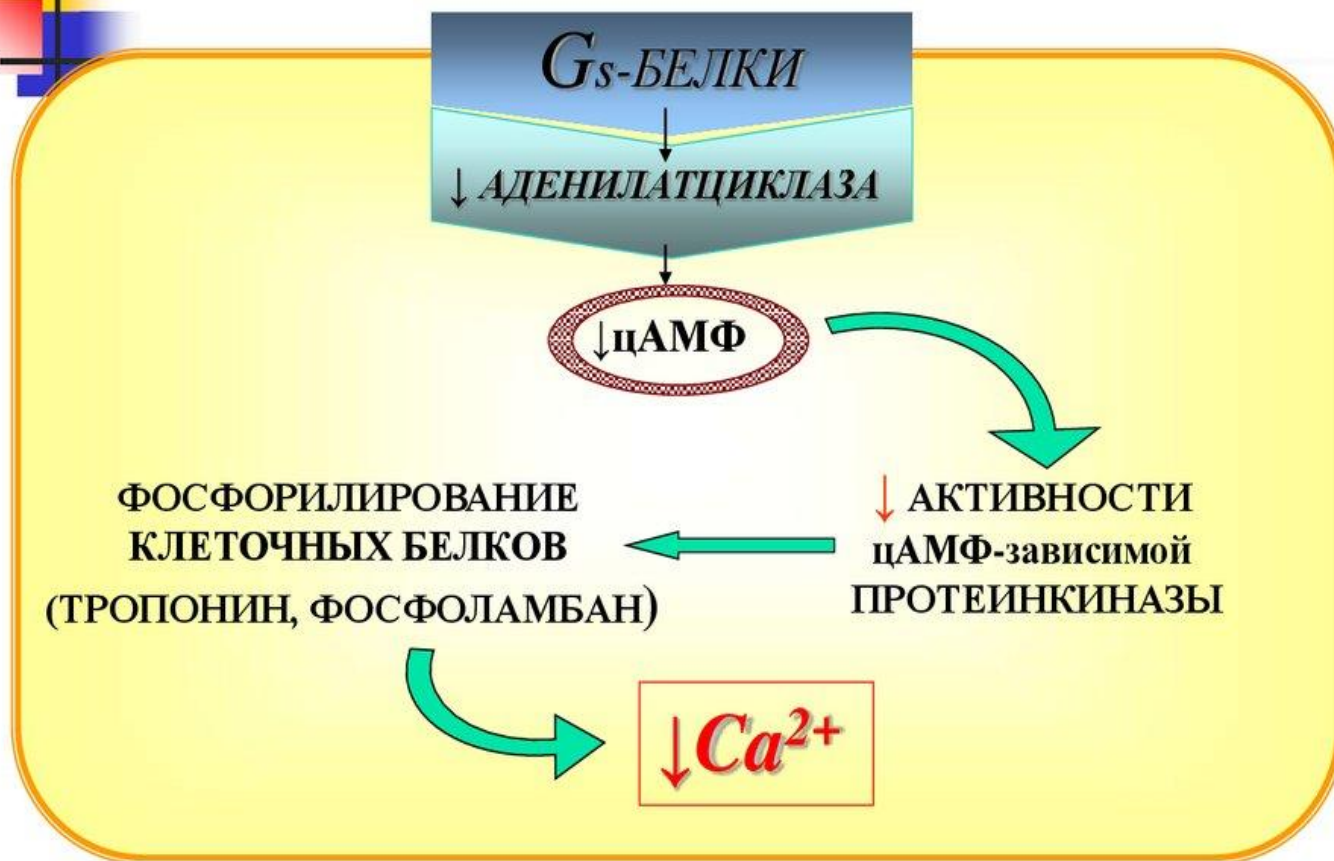 Gs-БЕЛКИ
↓ АДЕНИЛАТЦИКЛАЗА
↓цАМФ
↓ АКТИВНОСТИ
цАМФ-зависимой
ПРОТЕИНКИНАЗЫ
ФОСФОРИЛИРОВАНИЕ
КЛЕТОЧНЫХ БЕЛКОВ
(ТРОПОНИН, ФОСФОЛАМБАН)
↓Ca²⁺